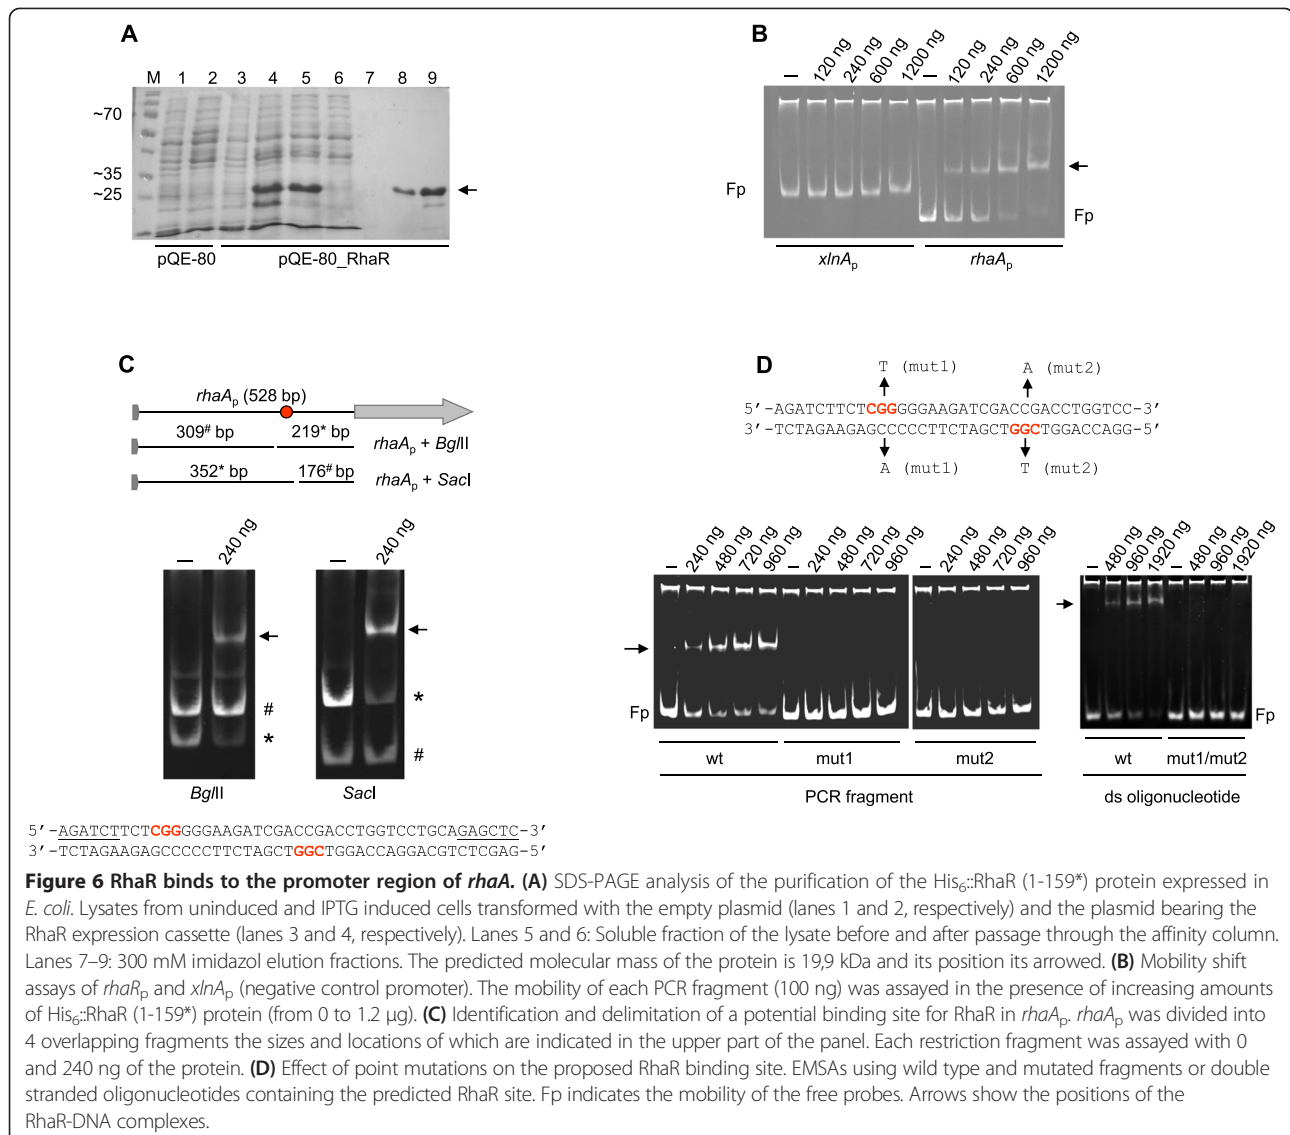 A
M 1 2 3 4 5 6 7 8 9
~70
~35
~25
pQE-80 pQE-80_RhaR
B
– 120 ng 240 ng 600 ng 1200 ng – 120 ng 240 ng 600 ng 1200 ng
Fp
Fp
xlnAp rhaAp
C
rhaAp (528 bp)
309# bp 219* bp rhaAp + BglII
352* bp 176# bp rhaAp + SacI
– 240 ng – 240 ng
#
*
*
#
BglII SacI
5’-AGATCTTCTCGGGGGAAGATCGACCGACCTGGTCCTGCAGAGCTC-3’
3’-TCTAGAAGAGCCCCCTTCTAGCTGGCTGGACCAGGACGTCTCGAG-5’
D
T (mut1) A (mut2)
5’-AGATCTTCTCGGGGGAAGATCGACCGACCTGGTCC-3’
3’-TCTAGAAGAGCCCCCTTCTAGCTGGCTGGACCAGG-5’
A (mut1) T (mut2)
– 240 ng 480 ng 720 ng 960 ng – 240 ng 480 ng 720 ng 960 ng – 240 ng 480 ng 720 ng 960 ng
– 480 ng 960 ng 1920 ng – 480 ng 960 ng 1920 ng
Fp
Fp
wt mut1 mut2
PCR fragment
wt mut1/mut2
ds oligonucleotide
Figure 6 RhaR binds to the promoter region of rhaA. (A) SDS-PAGE analysis of the purification of the His6::RhaR (1-159*) protein expressed in
E. coli. Lysates from uninduced and IPTG induced cells transformed with the empty plasmid (lanes 1 and 2, respectively) and the plasmid bearing the
RhaR expression cassette (lanes 3 and 4, respectively). Lanes 5 and 6: Soluble fraction of the lysate before and after passage through the affinity column.
Lanes 7–9: 300 mM imidazol elution fractions. The predicted molecular mass of the protein is 19,9 kDa and its position its arrowed. (B) Mobility shift
assays of rhaRp and xlnAp (negative control promoter). The mobility of each PCR fragment (100 ng) was assayed in the presence of increasing amounts
of His6::RhaR (1-159*) protein (from 0 to 1.2 μg). (C) Identification and delimitation of a potential binding site for RhaR in rhaAp. rhaAp was divided into
4 overlapping fragments the sizes and locations of which are indicated in the upper part of the panel. Each restriction fragment was assayed with 0
and 240 ng of the protein. (D) Effect of point mutations on the proposed RhaR binding site. EMSAs using wild type and mutated fragments or double
stranded oligonucleotides containing the predicted RhaR site. Fp indicates the mobility of the free probes. Arrows show the positions of the
RhaR-DNA complexes.